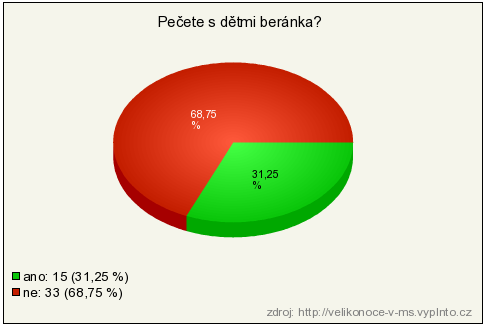 Pečete s dětmi beránka?
68,75
%
31,25
%
ano: 15 (31,25 %)
ne: 33 (68,75 %)
zdroj: http://velikonoce-v-ms.vyplnto.cz